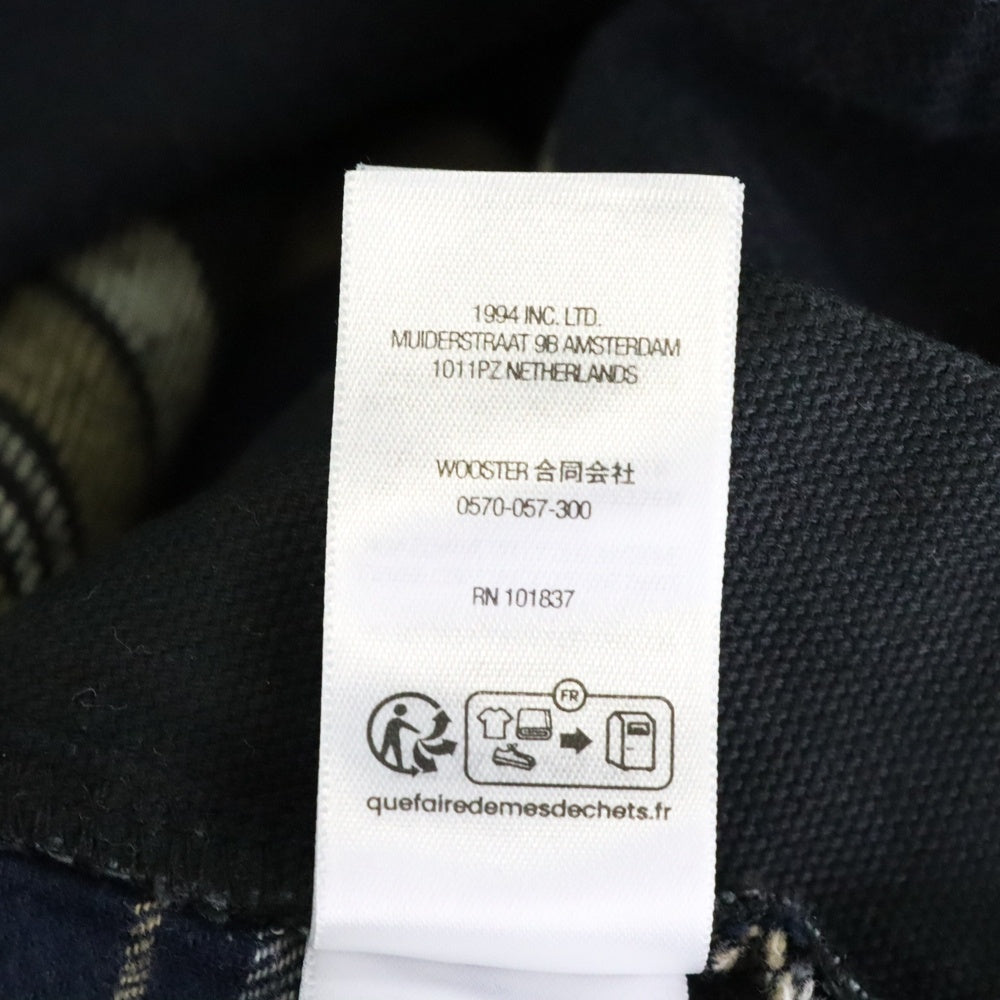 1994 INC. LTD.
MUIDERSTRAAT 9B AMSTERDAM
1011PZ NETHERLANDS
WOOSTER 合同会社
0570-057-300
RN 101837
FR
quefairedemesdechets.fr